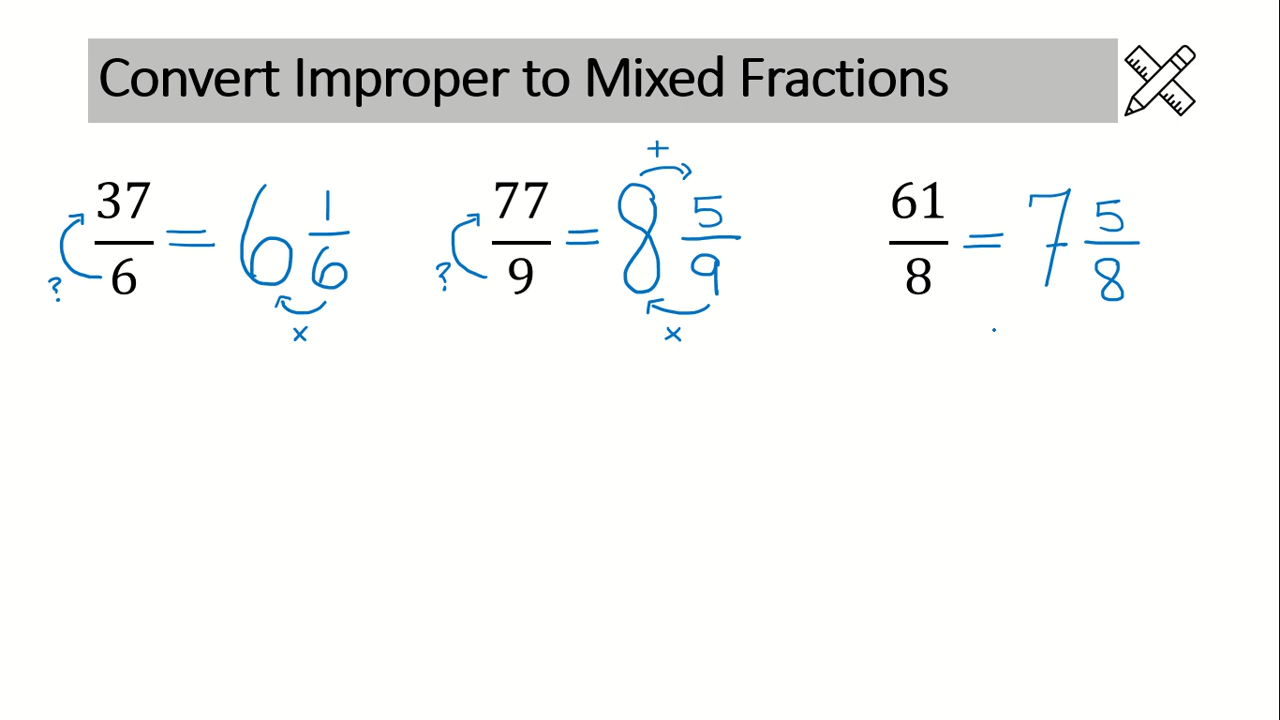 Convert Improper to Mixed Fractions
37/6 = 6 1/6
? x
77/9 = 8 5/9
? + x
61/8 = 7 5/8